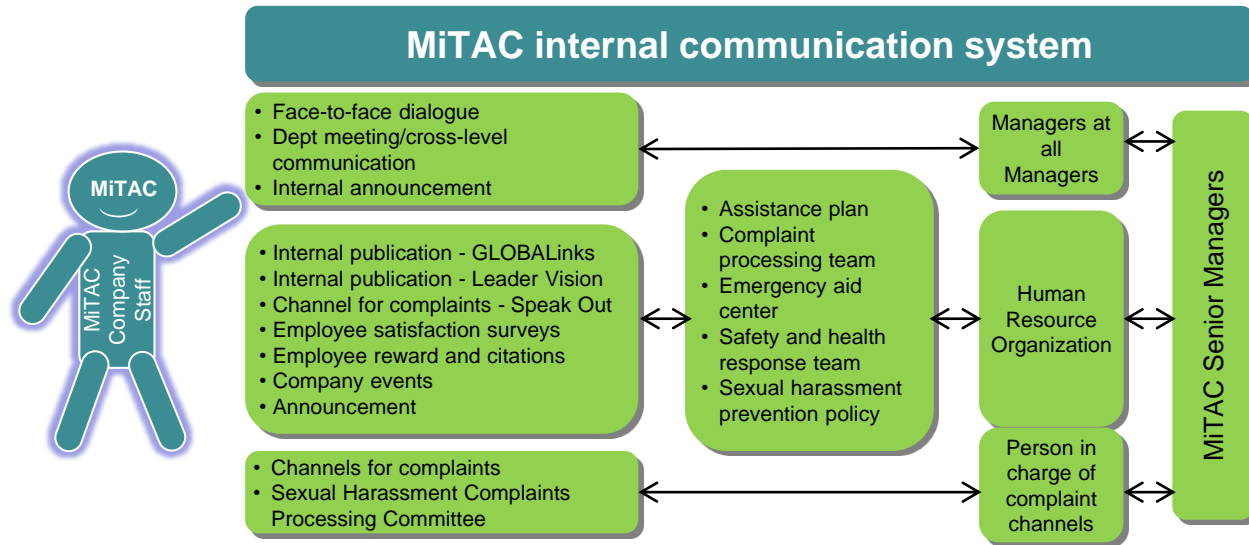 MiTAC internal communication system
MiTAC
MiTAC
Company
Staff
• Face-to-face dialogue
• Dept meeting/cross-level
communication
• Internal announcement
• Internal publication - GLOBALinks
• Internal publication - Leader Vision
• Channel for complaints - Speak Out
• Employee satisfaction surveys
• Employee reward and citations
• Company events
• Announcement
• Channels for complaints
• Sexual Harassment Complaints
Processing Committee
• Assistance plan
• Complaint
processing team
• Emergency aid
center
• Safety and health
response team
• Sexual harassment
prevention policy
Managers at
all
Managers
Human
Resource
Organization
Person in
charge of
complaint
channels
MiTAC Senior Managers